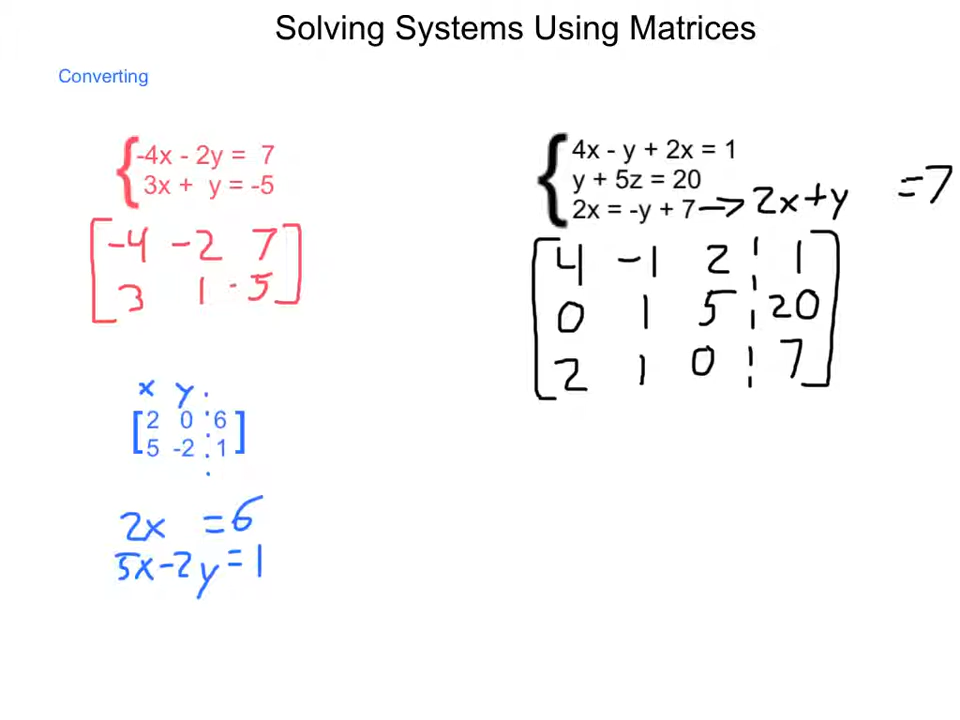 Solving Systems Using Matrices
Converting
-4x - 2y = 7
3x + y = -5
-4 -2 7
3 1 -5
x y
2 0 6
5 -2 1
2x = 6
5x - 2y = 1
4x - y + 2x = 1
y + 5z = 20
2x = -y + 7 → 2x + y = 7
4 -1 2 1
0 1 5 20
2 1 0 7